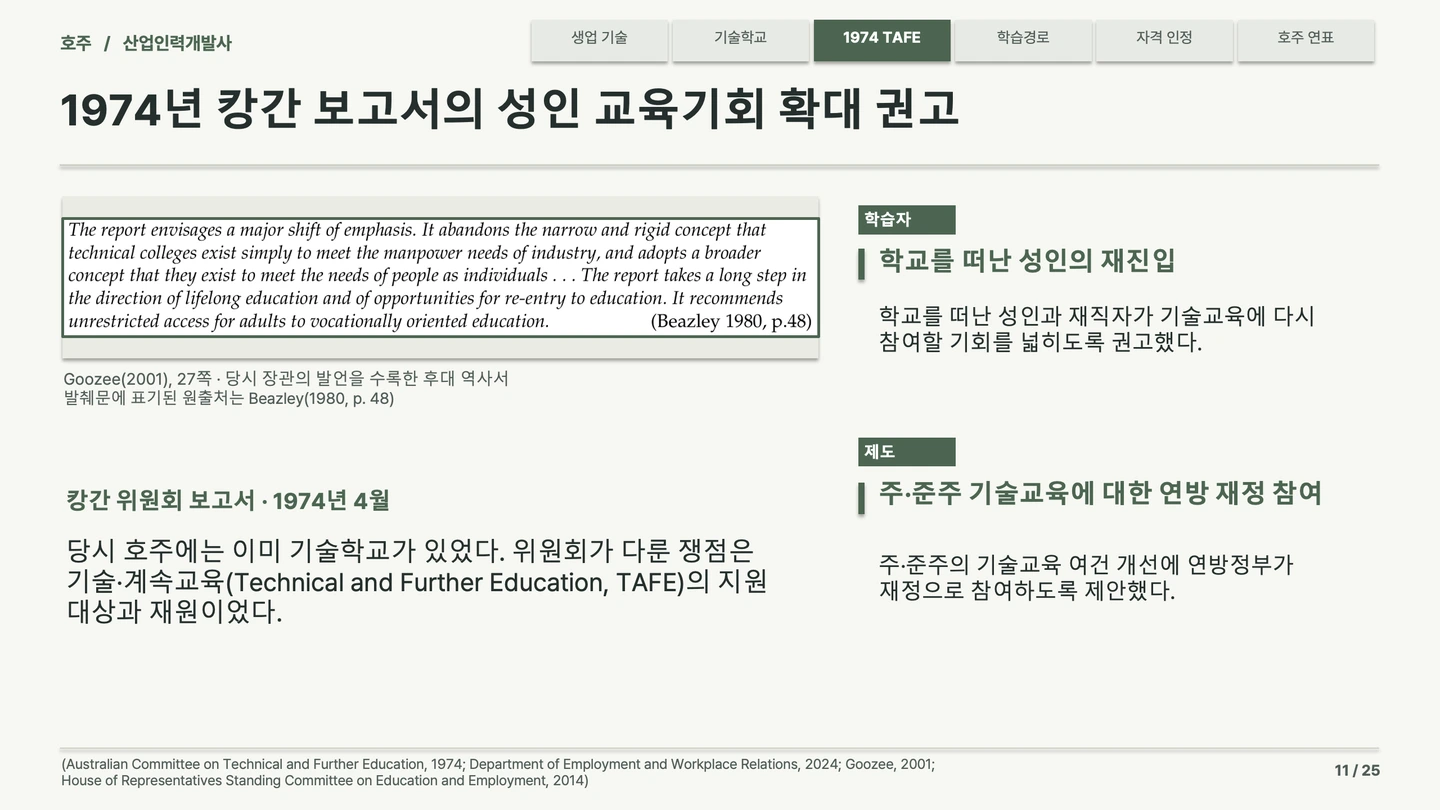 호주 / 산업인력개발사
생업 기술
기술학교
1974 TAFE
학습경로
자격 인정
호주 연표
1974년 캉간 보고서의 성인 교육기회 확대 권고
The report envisages a major shift of emphasis. It abandons the narrow and rigid concept that
technical colleges exist simply to meet the manpower needs of industry, and adopts a broader
concept that they exist to meet the needs of people as individuals . . . The report takes a long step in
the direction of lifelong education and of opportunities for re-entry to education. It recommends
unrestricted access for adults to vocationally oriented education. (Beazley 1980, p.48)
Goozee(2001), 27쪽 · 당시 장관의 발언을 수록한 후대 역사서
발췌문에 표기된 원출처는 Beazley(1980, p. 48)
캉간 위원회 보고서 · 1974년 4월
당시 호주에는 이미 기술학교가 있었다. 위원회가 다룬 쟁점은
기술·계속교육(Technical and Further Education, TAFE)의 지원
대상과 재원이었다.
학습자
학교를 떠난 성인의 재진입
학교를 떠난 성인과 재직자가 기술교육에 다시
참여할 기회를 넓히도록 권고했다.
제도
주·준주 기술교육에 대한 연방 재정 참여
주·준주의 기술교육 여건 개선에 연방정부가
재정으로 참여하도록 제안했다.
(Australian Committee on Technical and Further Education, 1974; Department of Employment and Workplace Relations, 2024; Goozee, 2001;
House of Representatives Standing Committee on Education and Employment, 2014)
11 / 25